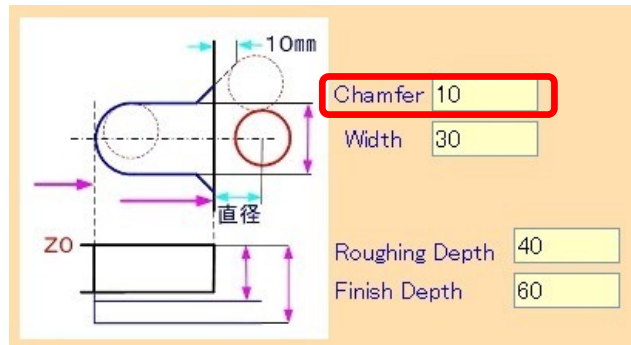 10mm
Chamfer 10
Width 30
直径
Z0
Roughing Depth 40
Finish Depth 60